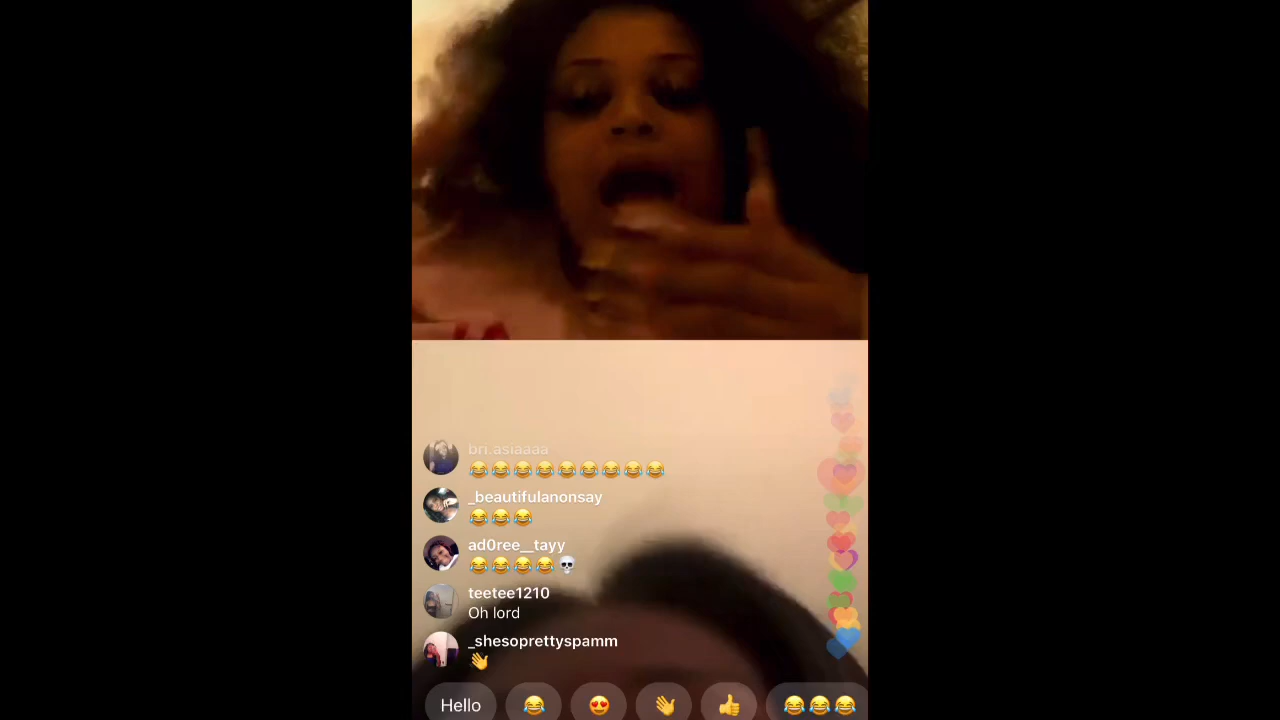 bri.asiaaaa
😂😂😂😂😂😂😂😂😂
_beautifulanonsay
😂😂😂
ad0ree__tayy
😂😂😂😂💀
teetee1210
Oh lord
_shesoprettyspamm
👋
Hello 😂 😍 👋 👍 😂😂😂